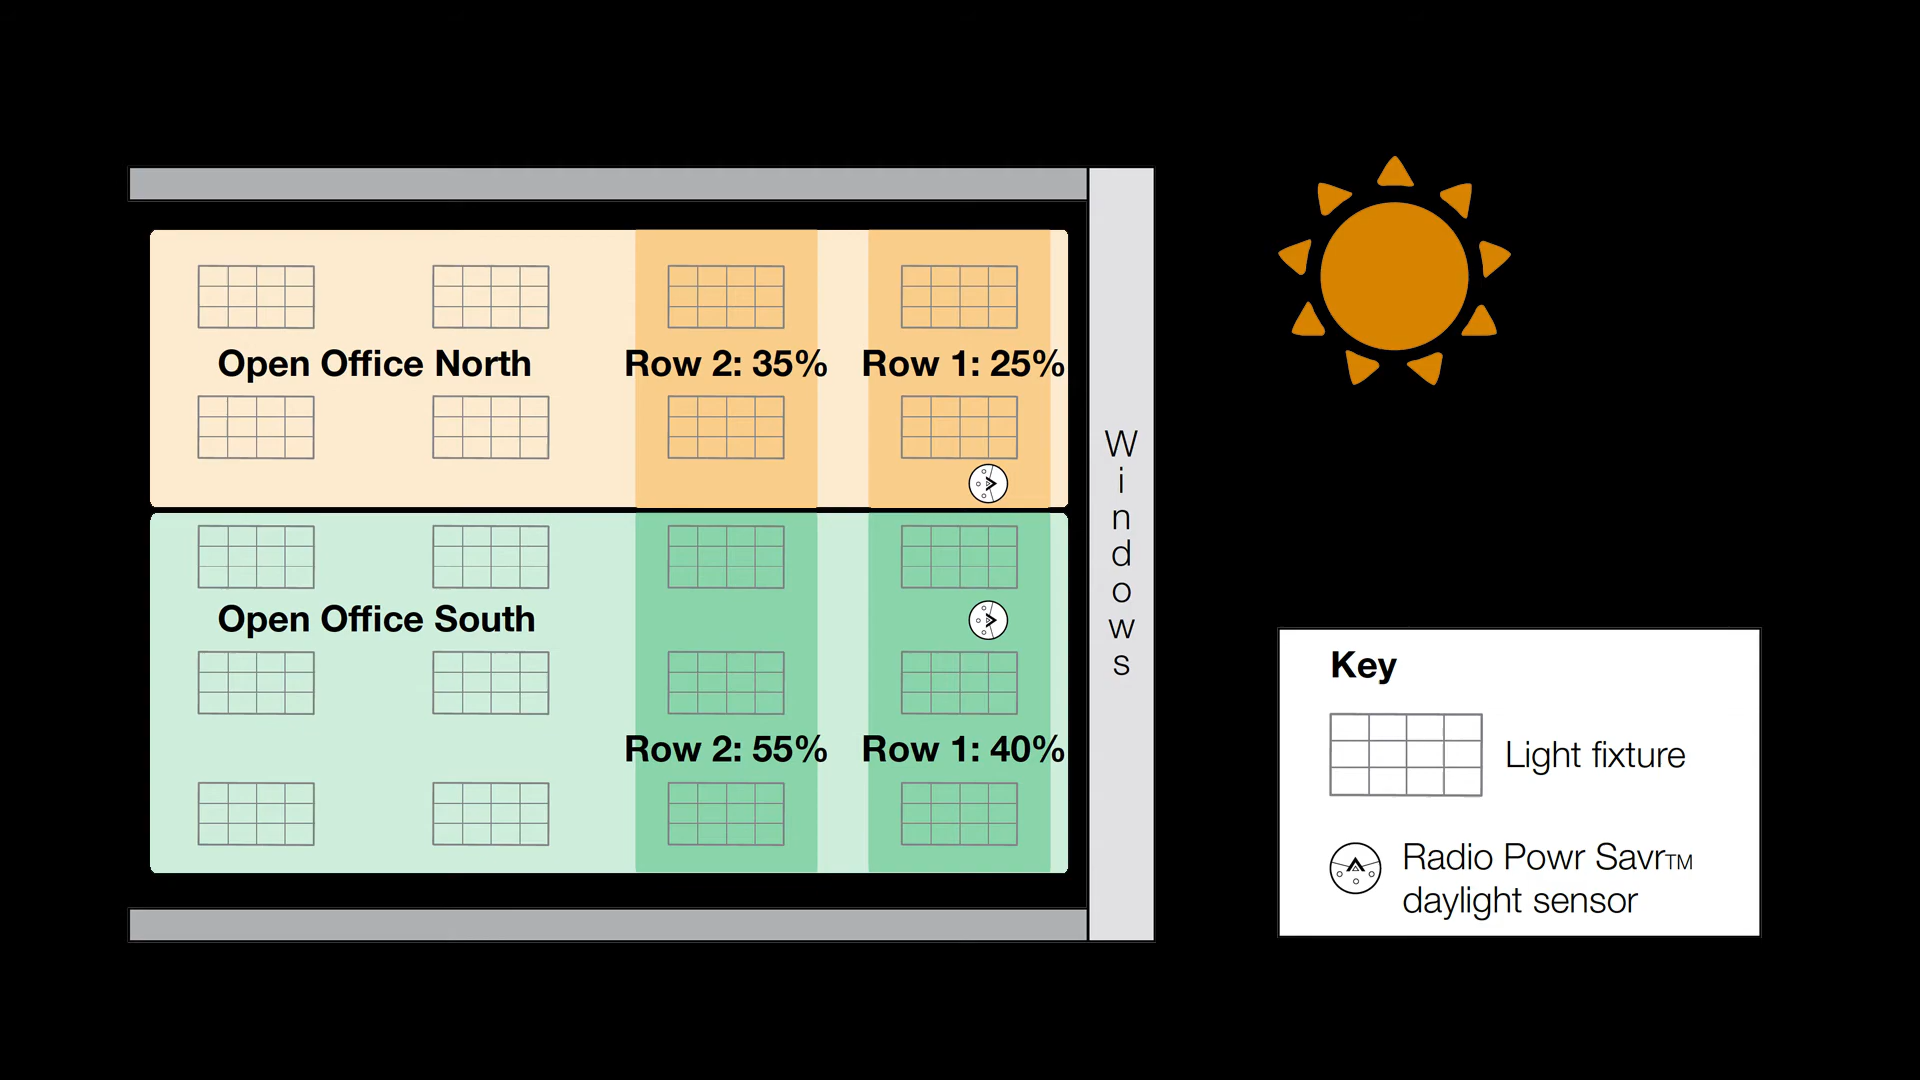 Open Office North
Row 2: 35%
Row 1: 25%
Windows
Open Office South
Row 2: 55%
Row 1: 40%
Key
Light fixture
Radio Powr Savr™
daylight sensor